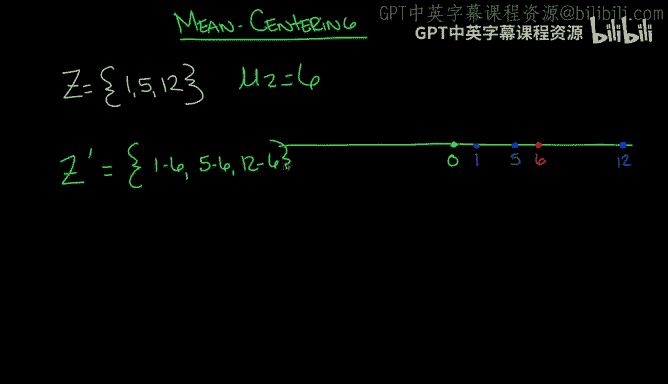 GPT中英字幕课程资源@bilibili.com
MEAN-CENTERING
GPT中英字幕课程资源 bilibili
Z = {1, 5, 12} μz = 6
Z' = {1-6, 5-6, 12-6}
0 1 5 6 12